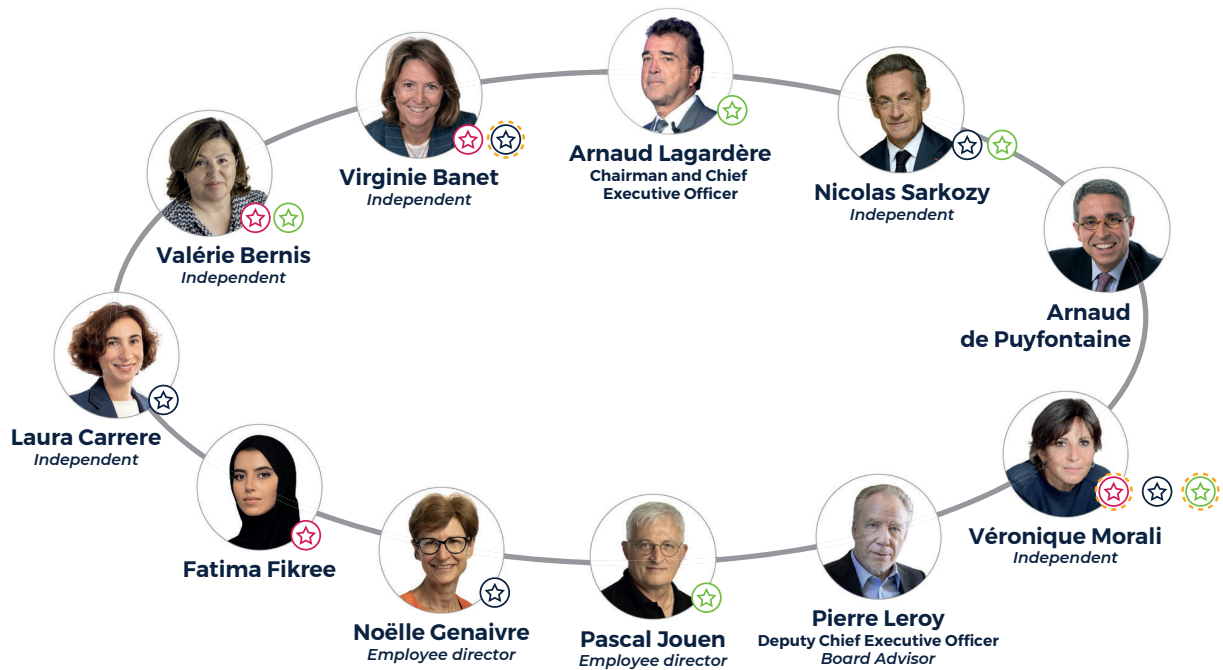 Arnaud Lagardère
Chairman and Chief
Executive Officer
Virginie Banet
Independent
Nicolas Sarkozy
Independent
Valérie Bernis
Independent
Arnaud
de Puyfontaine
Laura Carrere
Independent
Véronique Morali
Independent
Fatima Fikree
Noëlle Genaivre
Employee director
Pascal Jouen
Employee director
Pierre Leroy
Deputy Chief Executive Officer
Board Advisor